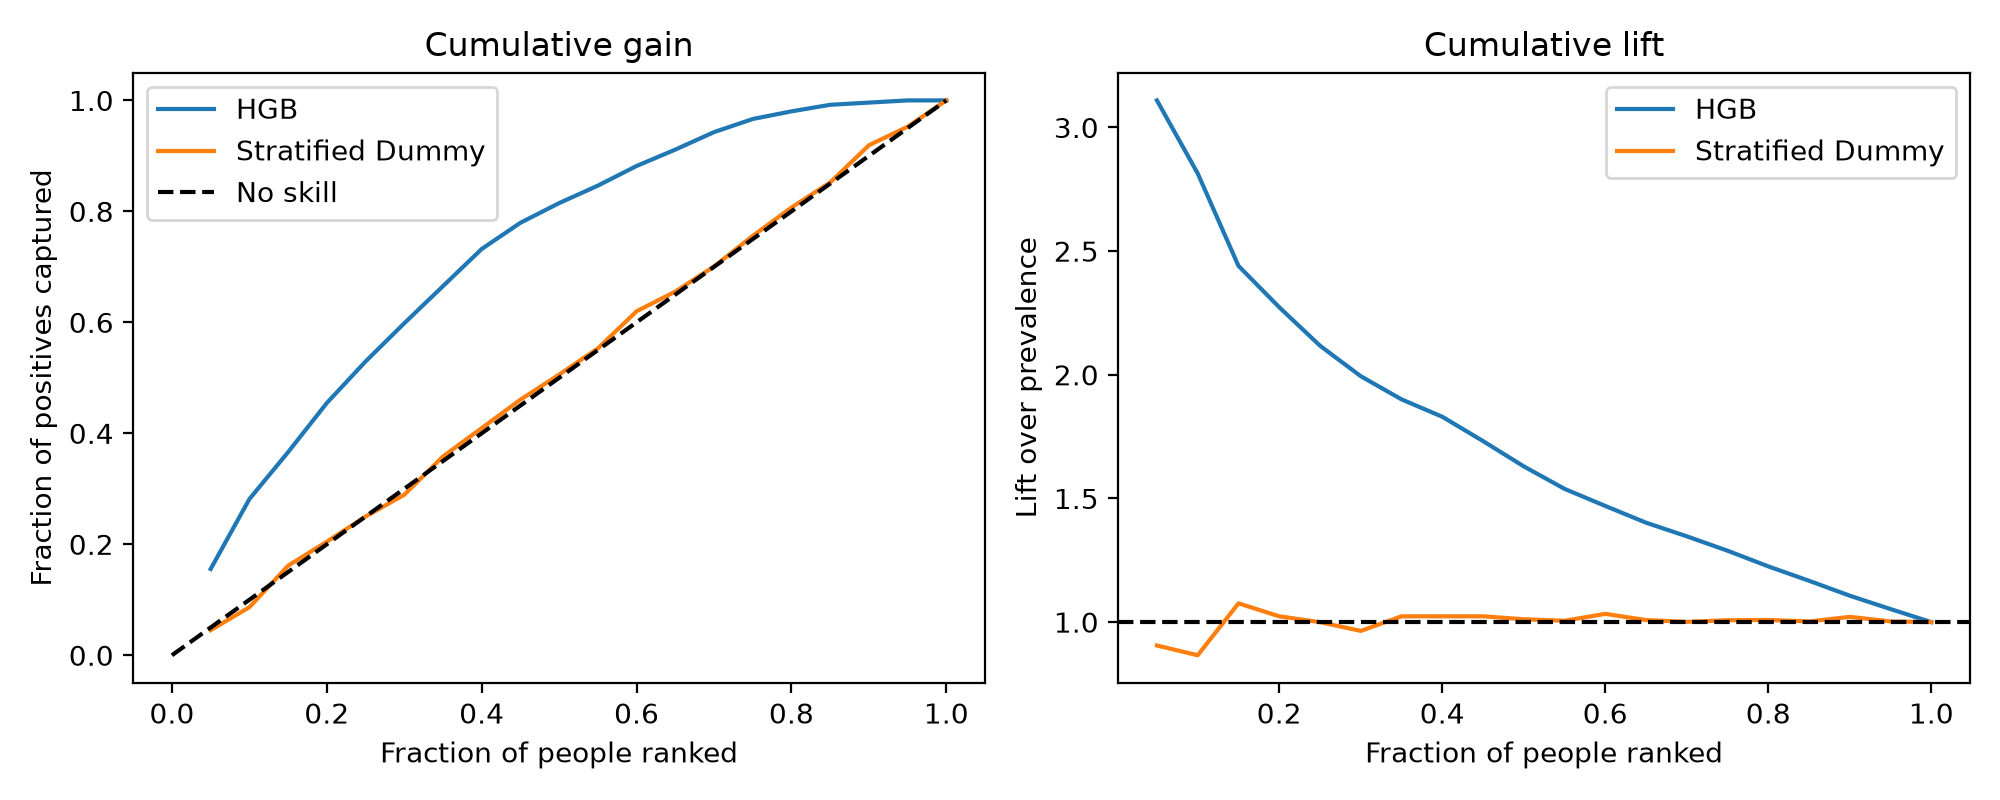 Cumulative gain
HGB
Stratified Dummy
No skill
Fraction of positives captured
1.0
0.8
0.6
0.4
0.2
0.0
0.0 0.2 0.4 0.6 0.8 1.0
Fraction of people ranked
Cumulative lift
HGB
Stratified Dummy
Lift over prevalence
3.0
2.5
2.0
1.5
1.0
0.2 0.4 0.6 0.8 1.0
Fraction of people ranked